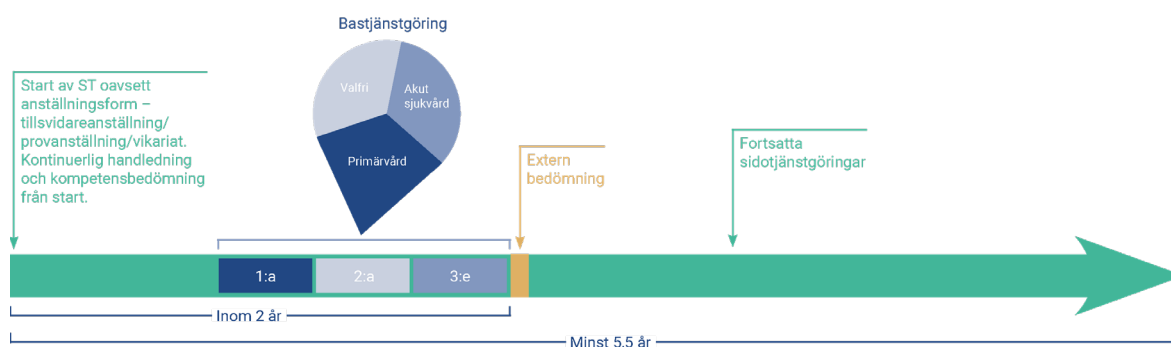 Bastjänstgöring
Start av ST oavsett
anställningsform –
tillsvidareanställning/
provanställning/vikariat.
Kontinuerlig handledning
och kompetensbedömning
från start.
Valfri
Akut
sjukvård
Primärvård
Extern
bedömning
Fortsatta
sidotjänstgöringar
1:a
2:a
3:e
Inom 2 år
Minst 5,5 år